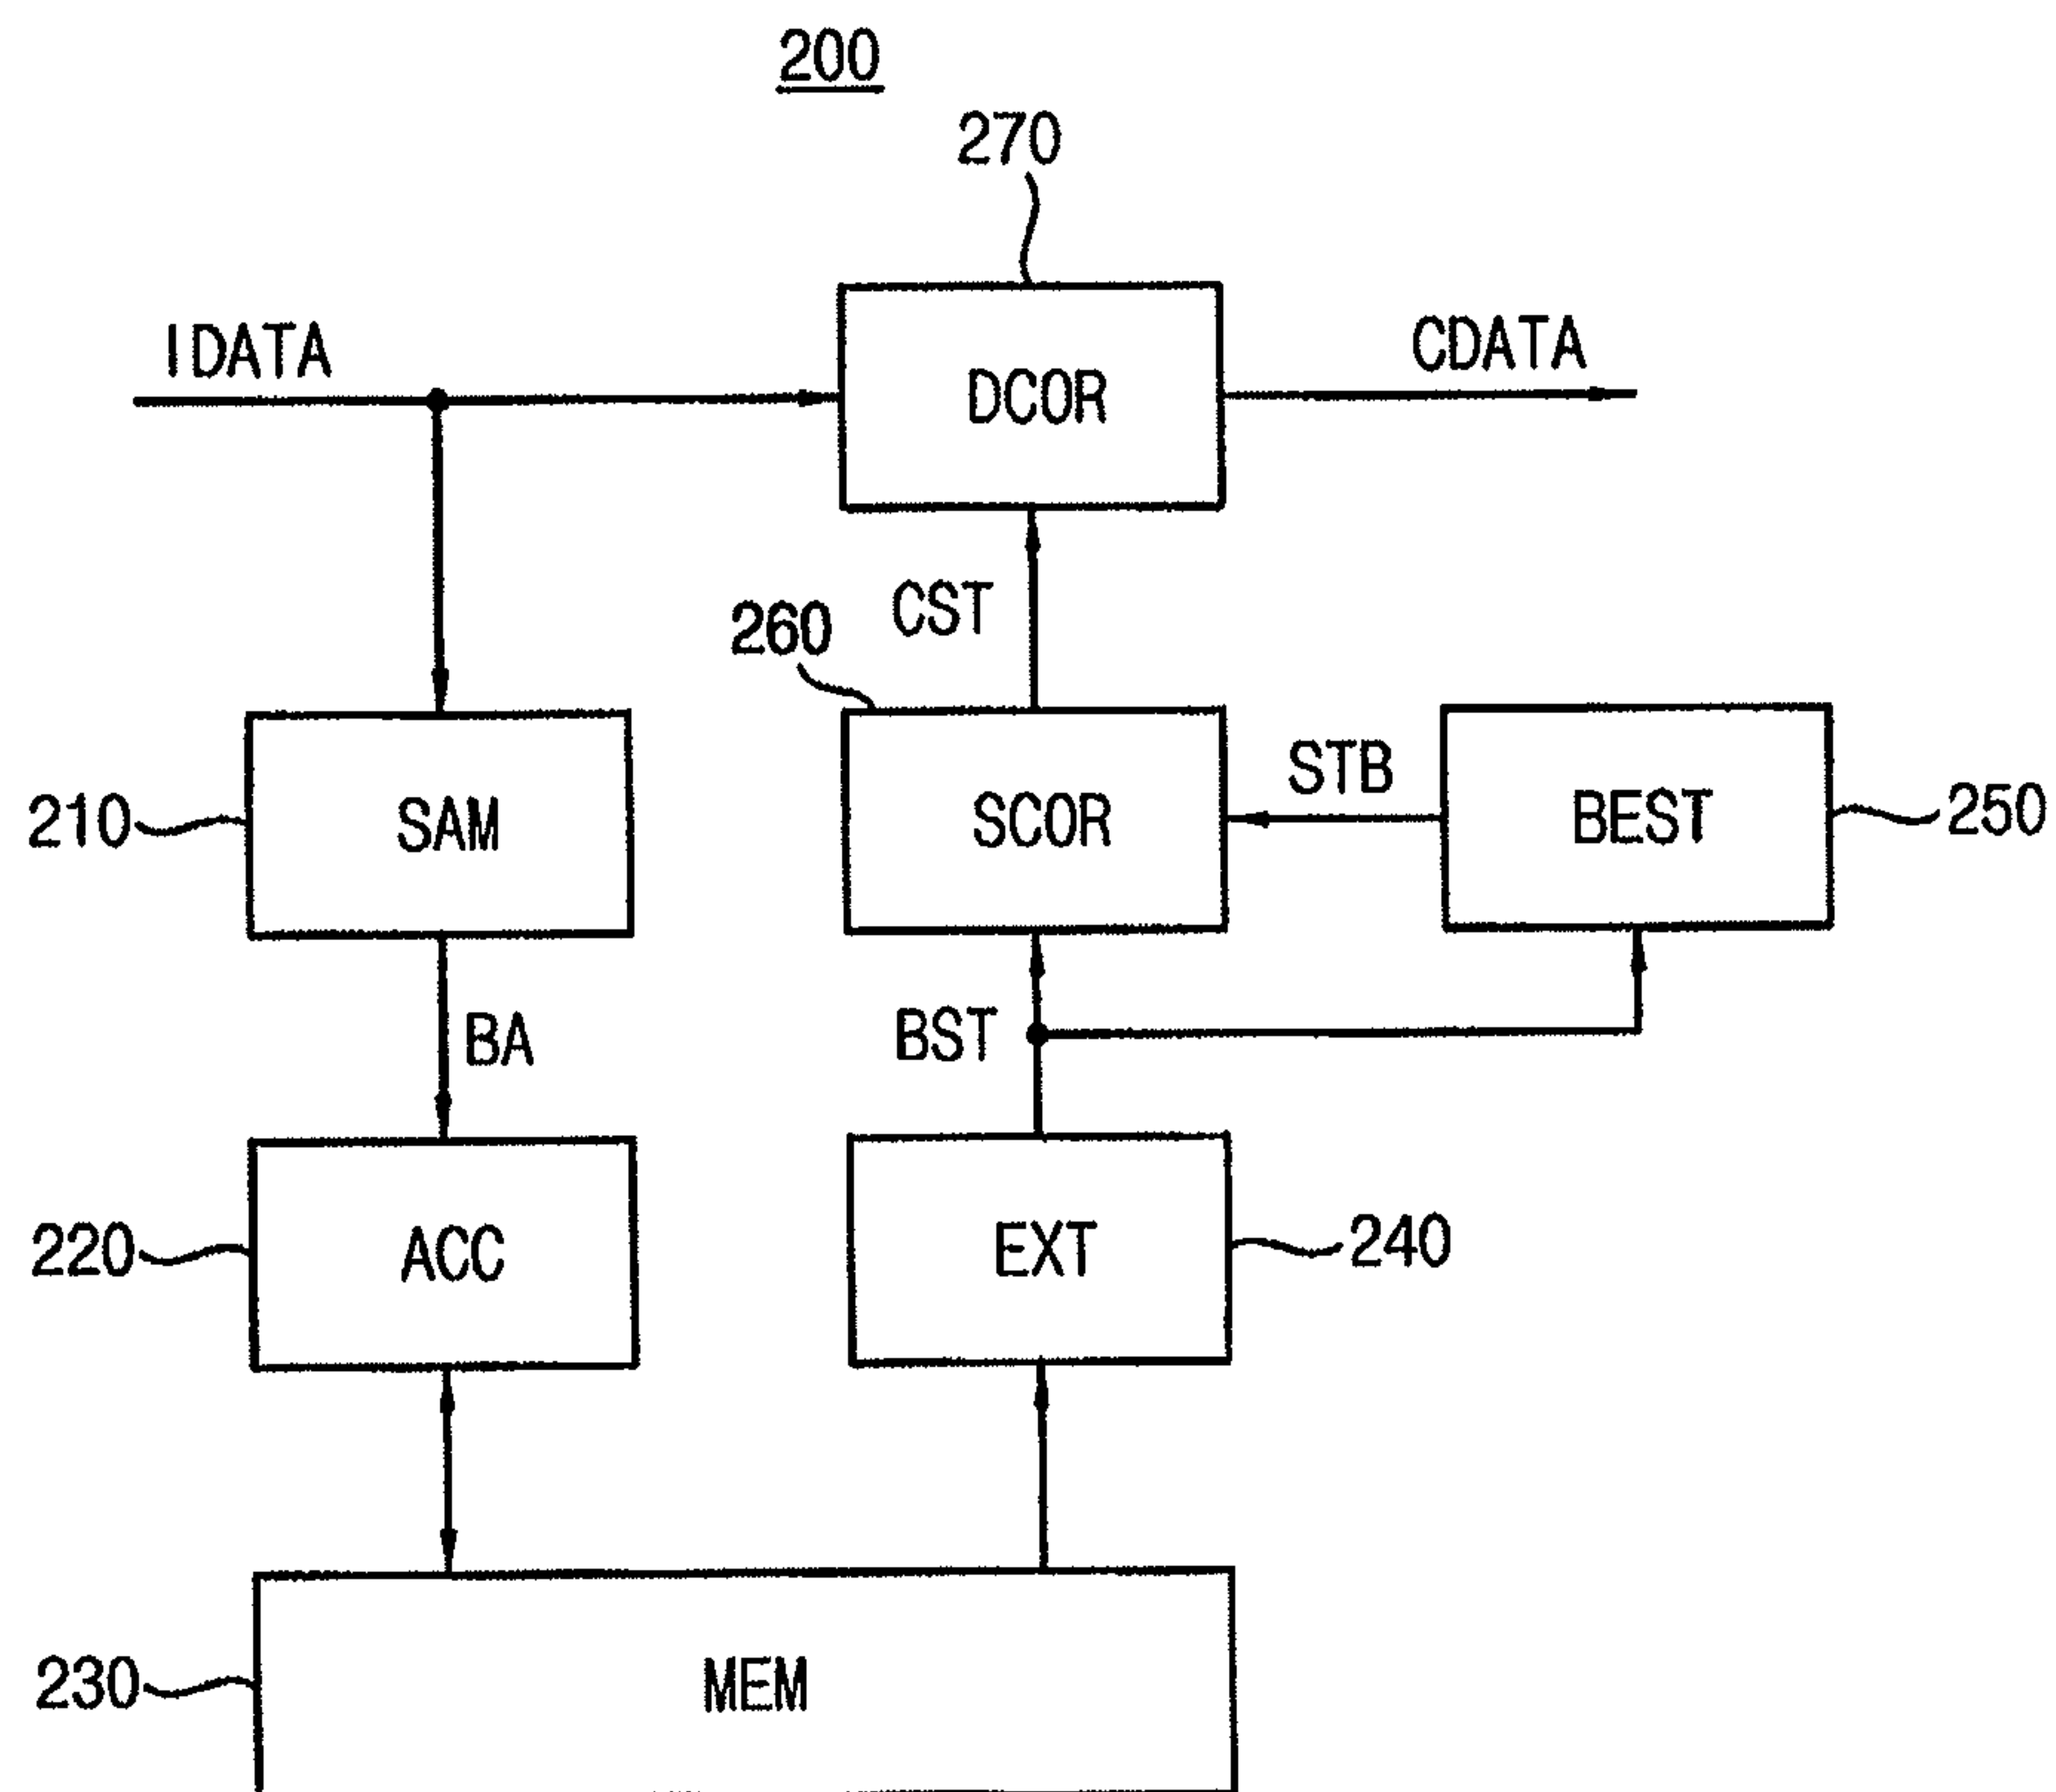 200
270
IDATA
DCOR
CDATA
260
CST
210
SAM
SCOR
STB
BEST
250
BA
BST
220
ACC
EXT
240
230
MEM